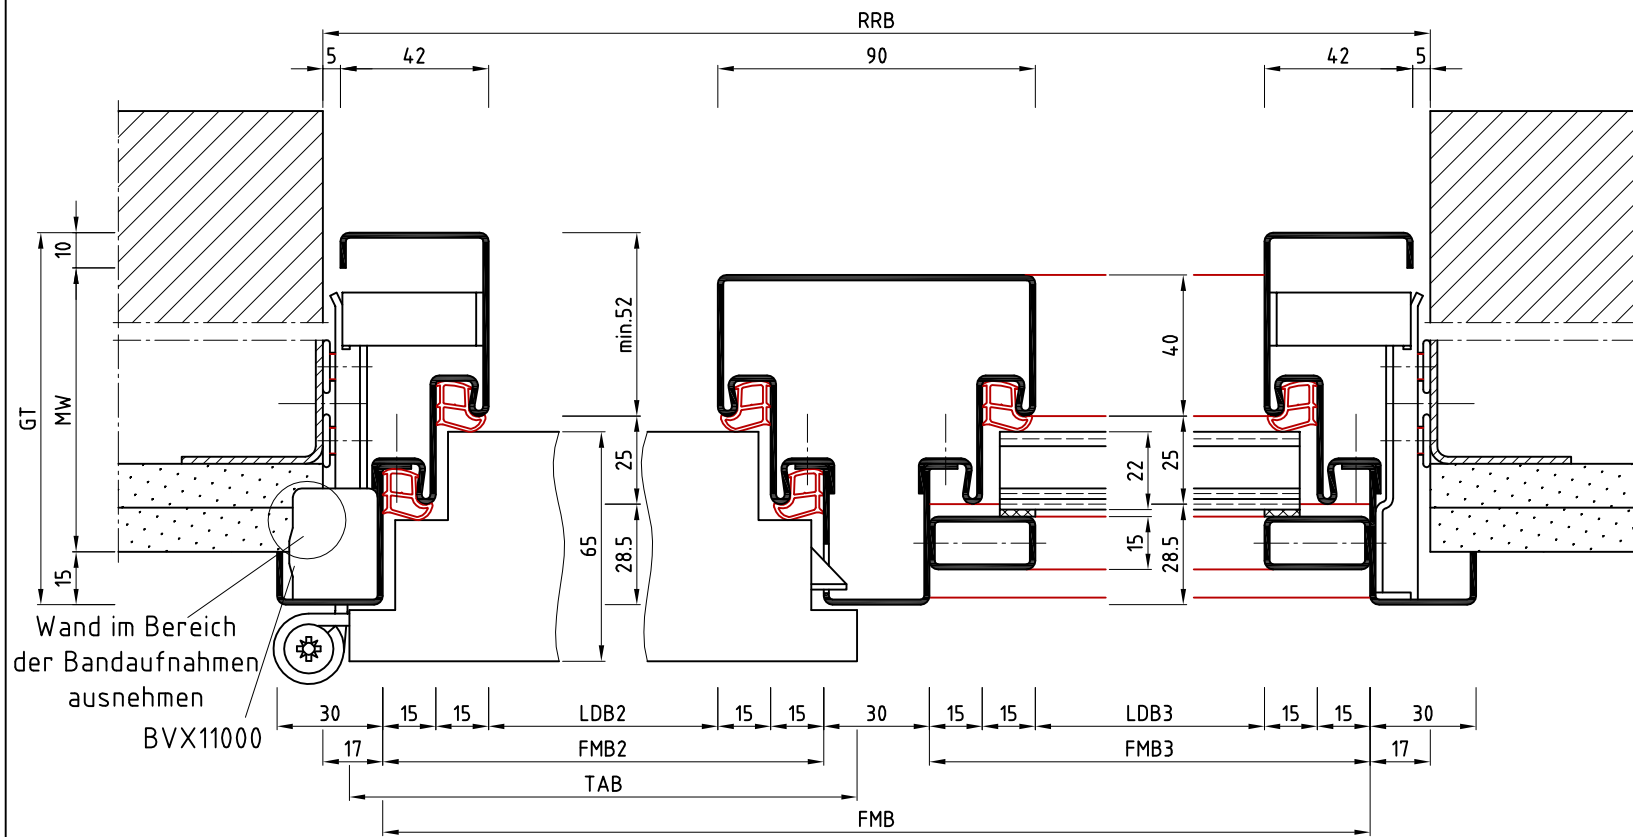 RRB
5
42
90
42
5
10
GT
MW
15
min.52
25
28.5
65
40
25
22
15
28.5
Wand im Bereich
der Bandaufnahmen
ausnehmen
BVX11000
30
15
15
LDB2
15
15
30
15
15
LDB3
15
15
30
17
FMB2
FMB3
17
TAB
FMB